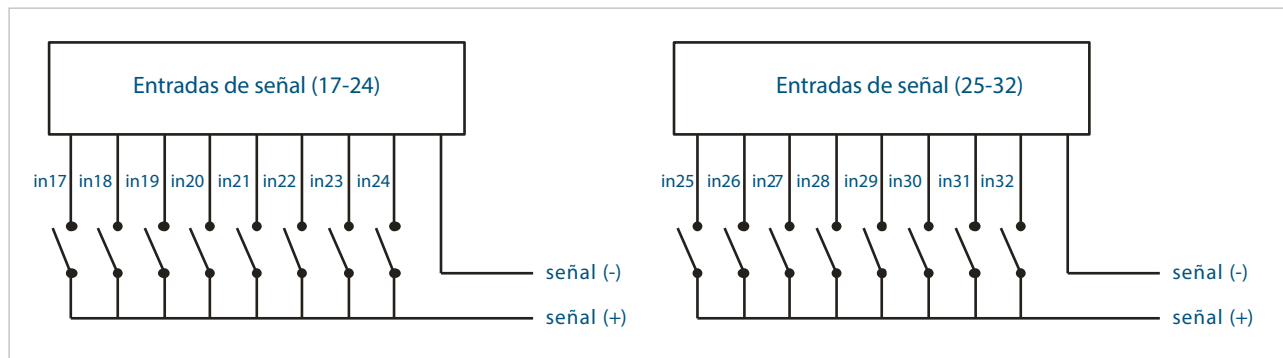 Entradas de señal (17-24)
in17 in18 in19 in20 in21 in22 in23 in24
señal (-)
señal (+)
Entradas de señal (25-32)
in25 in26 in27 in28 in29 in30 in31 in32
señal (-)
señal (+)